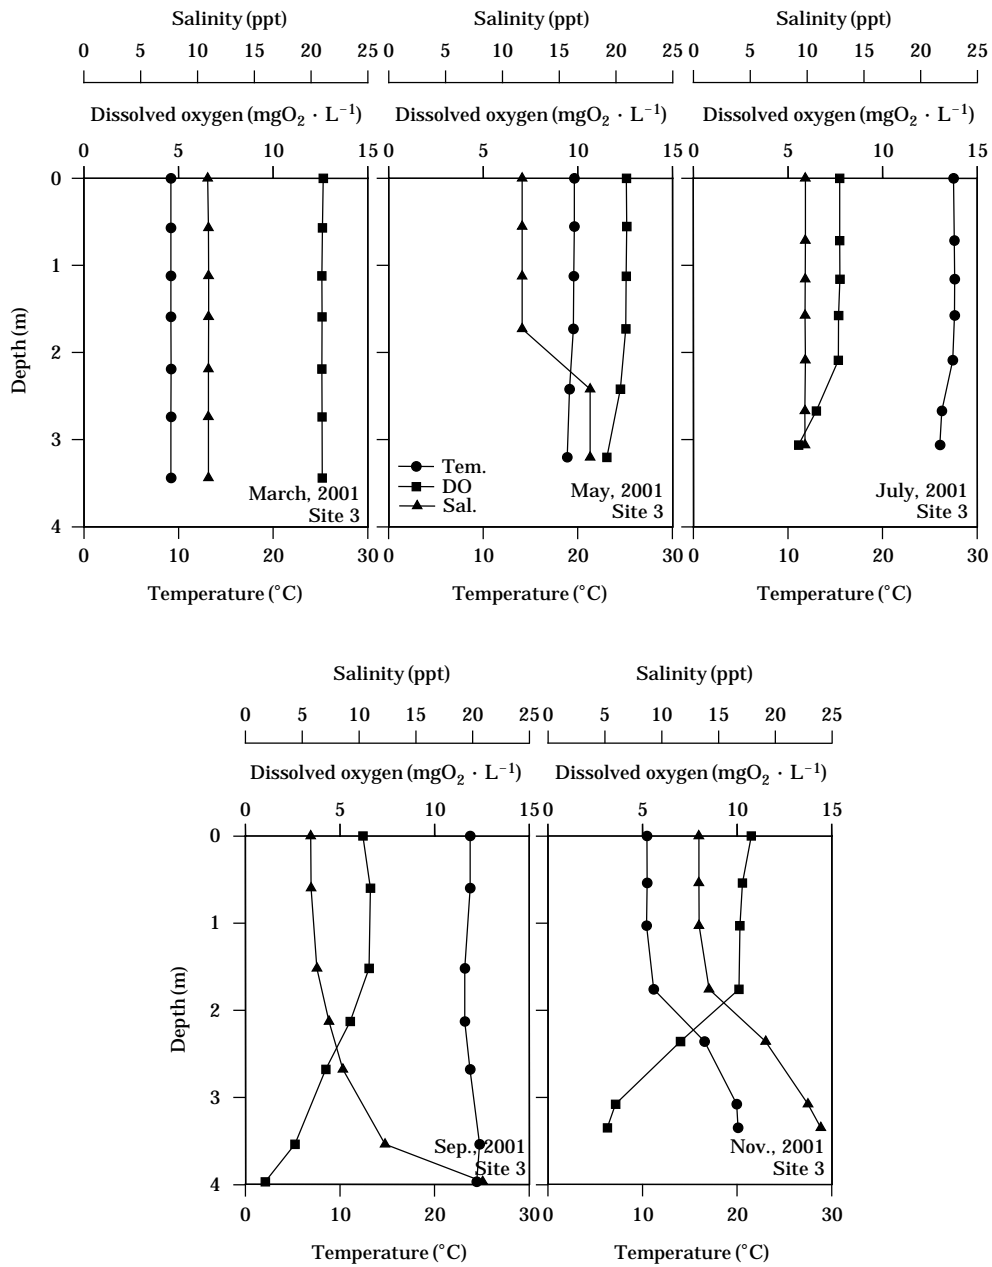 Salinity (ppt) Salinity (ppt) Salinity (ppt)
0 5 10 15 20 25 0 5 10 15 20 25 0 5 10 15 20 25
Dissolved oxygen (mgO₂ · L⁻¹) Dissolved oxygen (mgO₂ · L⁻¹) Dissolved oxygen (mgO₂ · L⁻¹)
0 5 10 15 0 5 10 15 0 5 10 15
0
1
2
3
4
Depth (m)
March, 2001
Site 3
Tem.
DO
Sal.
May, 2001
Site 3
July, 2001
Site 3
0 10 20 30 0 10 20 30 0 10 20 30
Temperature (°C) Temperature (°C) Temperature (°C)
Salinity (ppt) Salinity (ppt)
0 5 10 15 20 25 0 5 10 15 20 25
Dissolved oxygen (mgO₂ · L⁻¹) Dissolved oxygen (mgO₂ · L⁻¹)
0 5 10 15 0 5 10 15
0
1
2
3
4
Depth (m)
Sep., 2001
Site 3
Nov., 2001
Site 3
0 10 20 30 0 10 20 30
Temperature (°C) Temperature (°C)